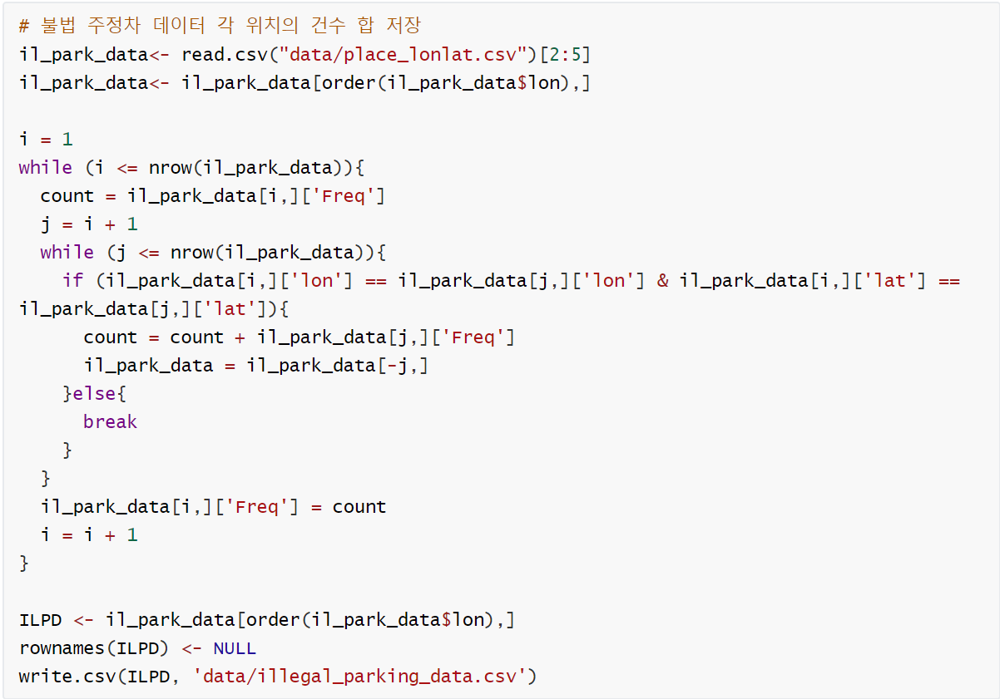 # 불법 주정차 데이터 각 위치의 건수 합 저장
il_park_data<- read.csv("data/place_lonlat.csv")[2:5]
il_park_data<- il_park_data[order(il_park_data$lon),]

i = 1
while (i <= nrow(il_park_data)){
  count = il_park_data[i,]['Freq']
  j = i + 1
  while (j <= nrow(il_park_data)){
    if (il_park_data[i,]['lon'] == il_park_data[j,]['lon'] & il_park_data[i,]['lat'] ==
il_park_data[j,]['lat']){
      count = count + il_park_data[j,]['Freq']
      il_park_data = il_park_data[-j,]
    }else{
      break
    }
  }
  il_park_data[i,]['Freq'] = count
  i = i + 1
}

ILPD <- il_park_data[order(il_park_data$lon),]
rownames(ILPD) <- NULL
write.csv(ILPD, 'data/illegal_parking_data.csv')